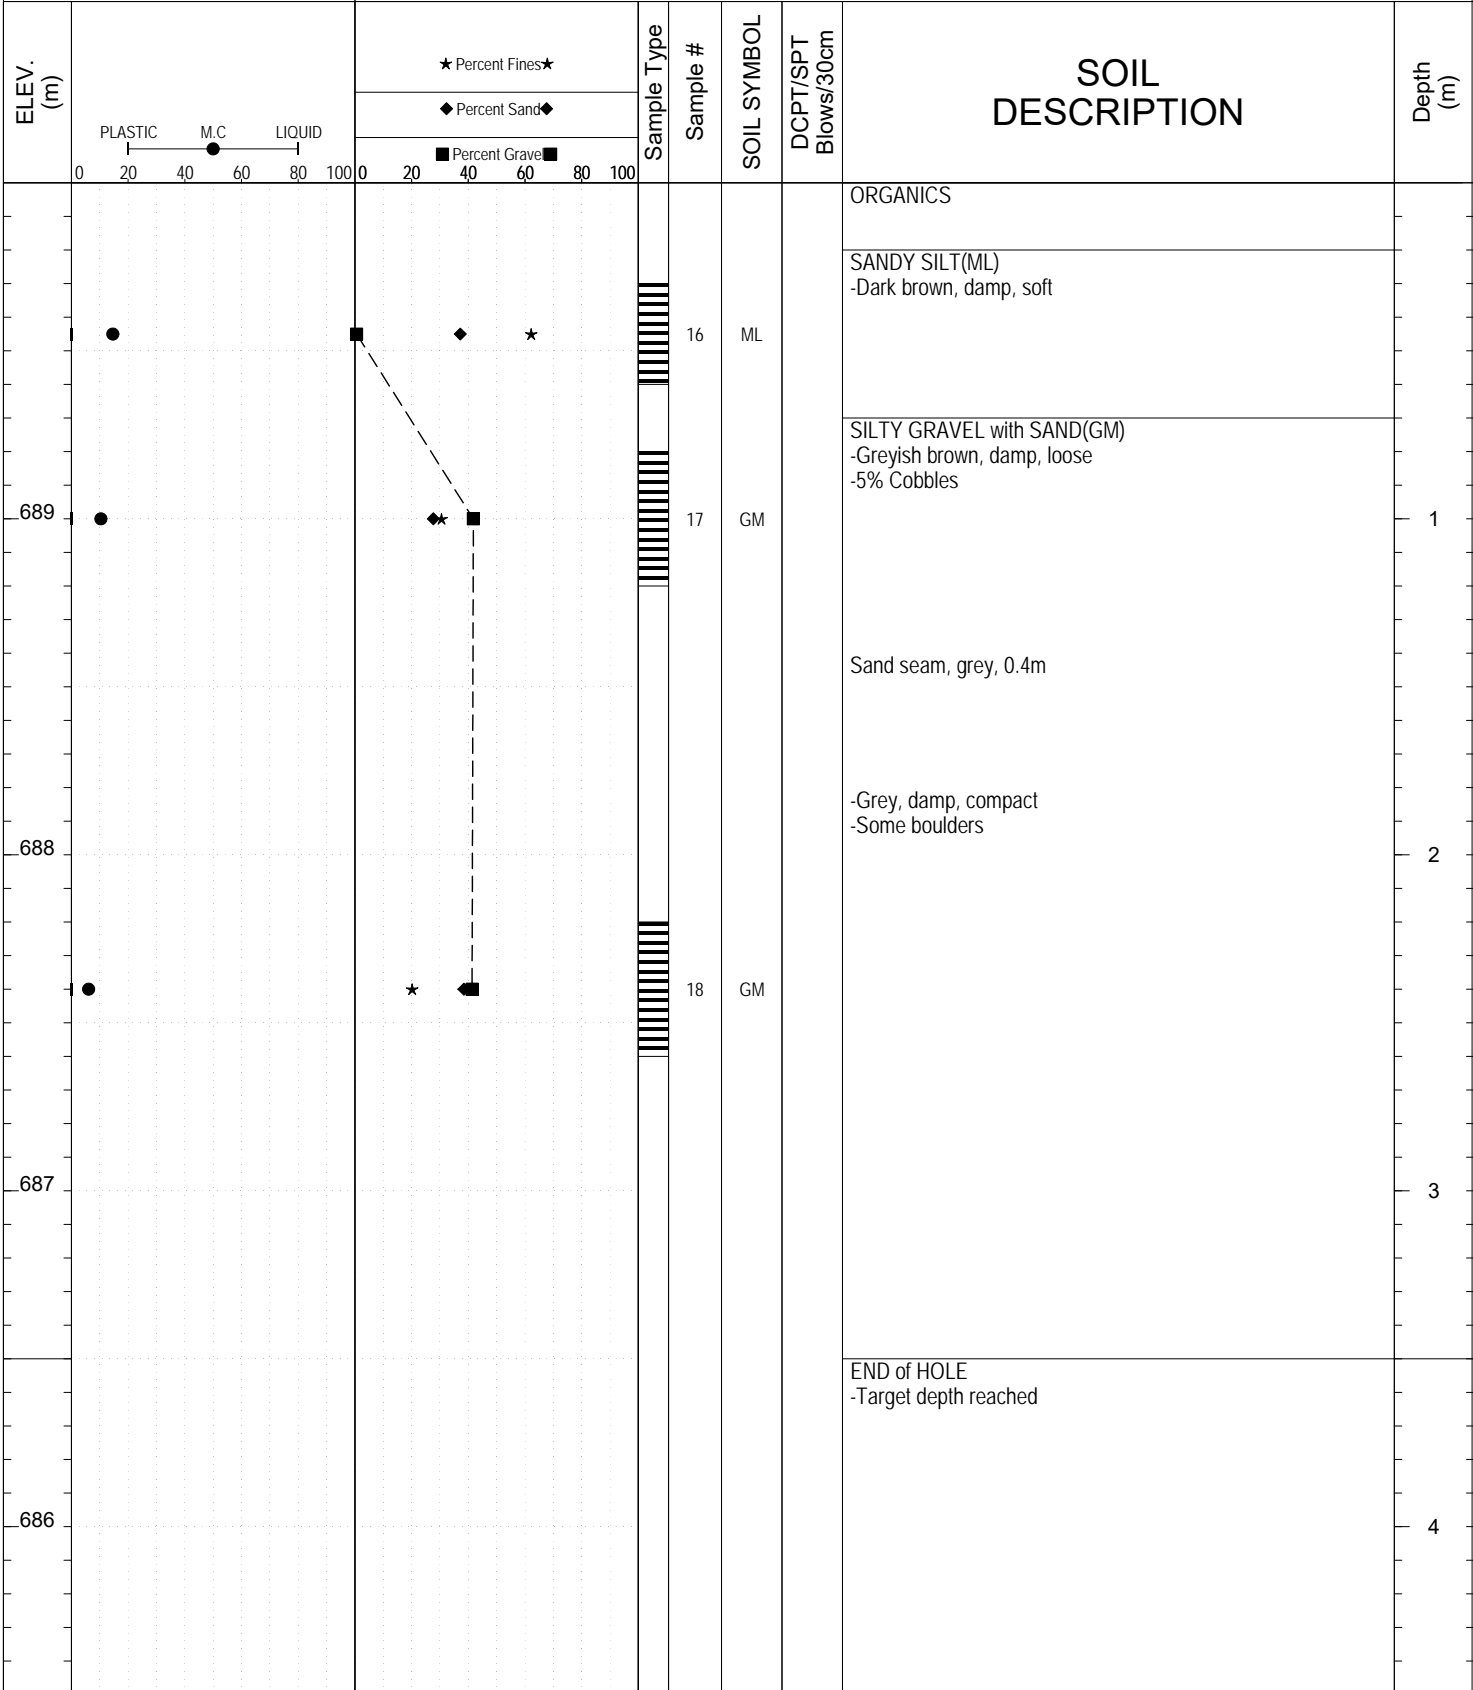 ELEV.
(m)
PLASTIC M.C LIQUID
0 20 40 60 80 100
★ Percent Fines ★
◆ Percent Sand ◆
■ Percent Gravel ■
0 20 40 60 80 100
Sample Type
Sample #
SOIL SYMBOL
DCPT/SPT
Blows/30cm
SOIL
DESCRIPTION
Depth
(m)
ORGANICS
SANDY SILT(ML)
-Dark brown, damp, soft
16 ML
SILTY GRAVEL with SAND(GM)
-Greyish brown, damp, loose
-5% Cobbles
689 17 GM 1
Sand seam, grey, 0.4m
-Grey, damp, compact
-Some boulders
688 2
18 GM
687 3
END of HOLE
-Target depth reached
686 4